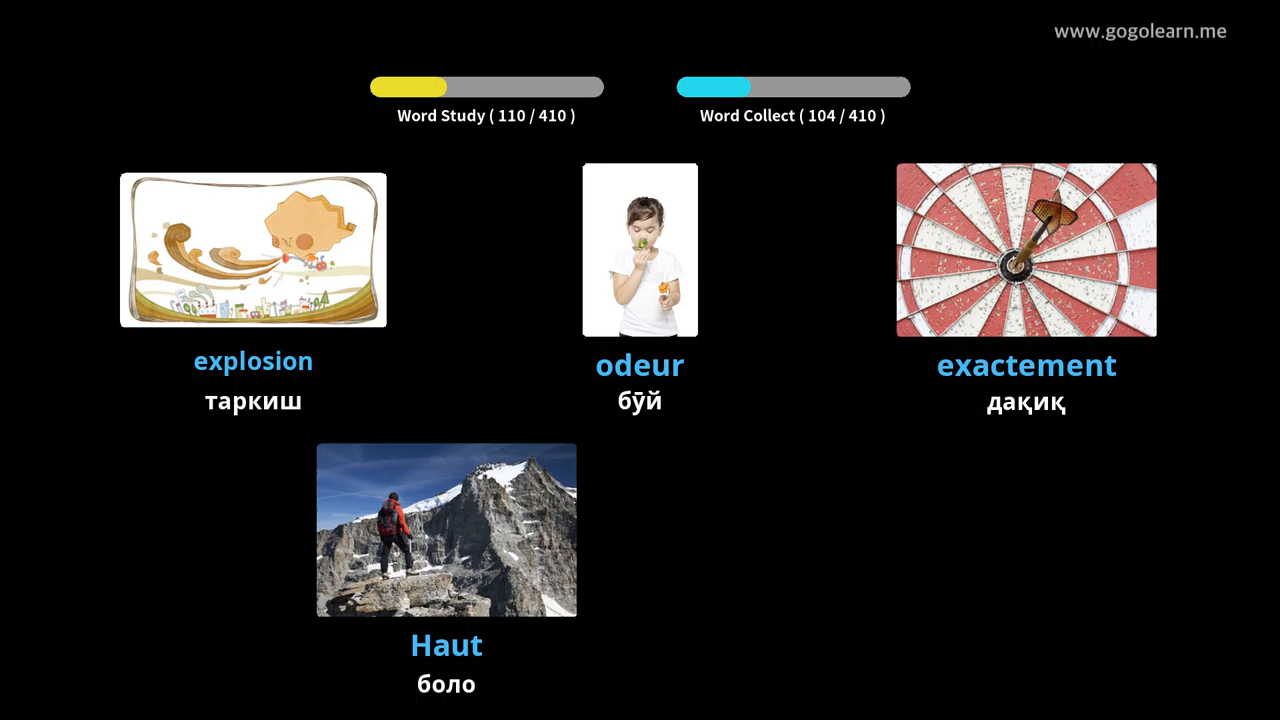 www.gogolearn.me
Word Study ( 110 / 410 )
Word Collect ( 104 / 410 )
explosion
таркиш
odeur
бӯй
exactement
дақиқ
Haut
боло